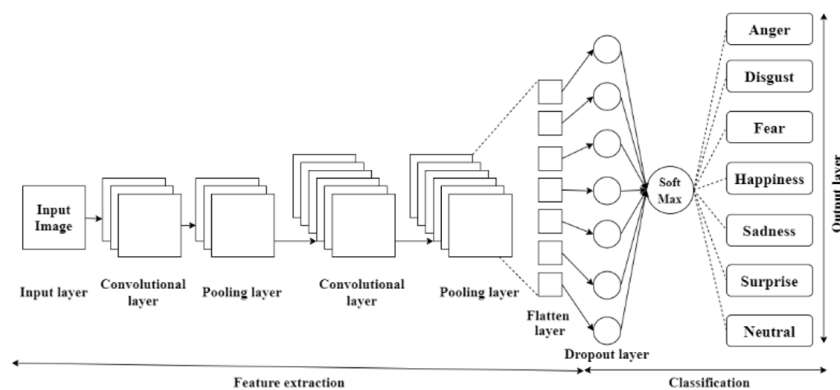 Input
Image
Input layer
Convolutional
layer
Pooling layer
Convolutional
layer
Pooling layer
Flatten
layer
Dropout layer
Soft
Max
Anger
Disgust
Fear
Happiness
Sadness
Surprise
Neutral
Output layer
Feature extraction
Classification